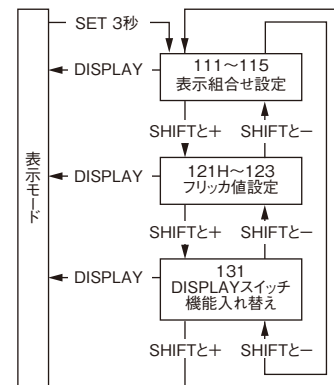 SET 3秒
111～115
表示組合せ設定
DISPLAY
SHIFTと＋
SHIFTと－
表示モード
121H～123
フリッカ値設定
DISPLAY
SHIFTと＋
SHIFTと－
131
DISPLAYスイッチ
機能入れ替え
DISPLAY
SHIFTと＋
SHIFTと－